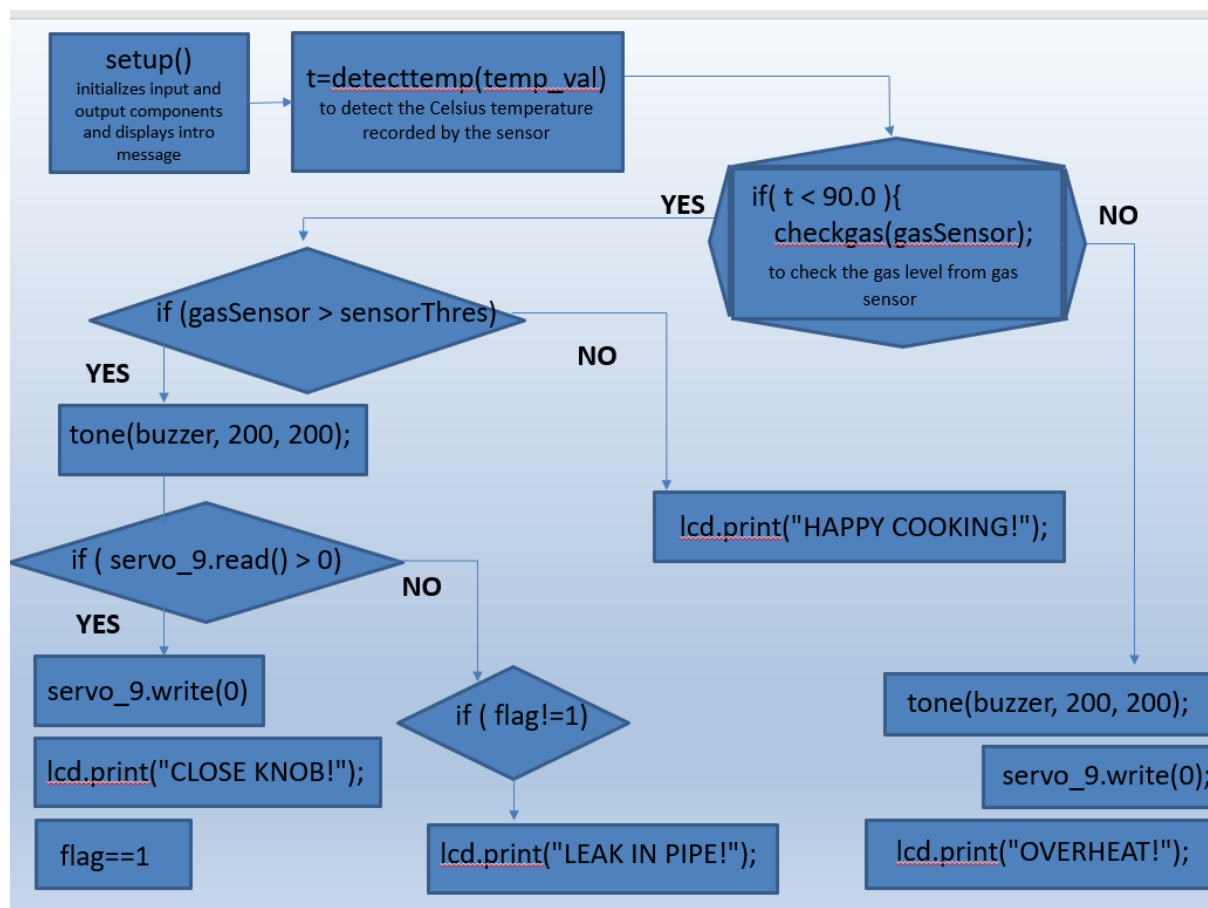 setup()
initializes input and
output components
and displays intro
message
t=detecttemp(temp_val)
to detect the Celsius temperature
recorded by the sensor
if( t < 90.0 ){
checkgas(gasSensor);
to check the gas level from gas
sensor
YES
NO
if (gasSensor > sensorThres)
YES
NO
tone(buzzer, 200, 200);
lcd.print("HAPPY COOKING!");
if ( servo_9.read() > 0)
YES
NO
servo_9.write(0)
lcd.print("CLOSE KNOB!");
flag==1
if ( flag!=1)
lcd.print("LEAK IN PIPE!");
tone(buzzer, 200, 200);
servo_9.write(0);
lcd.print("OVERHEAT!");